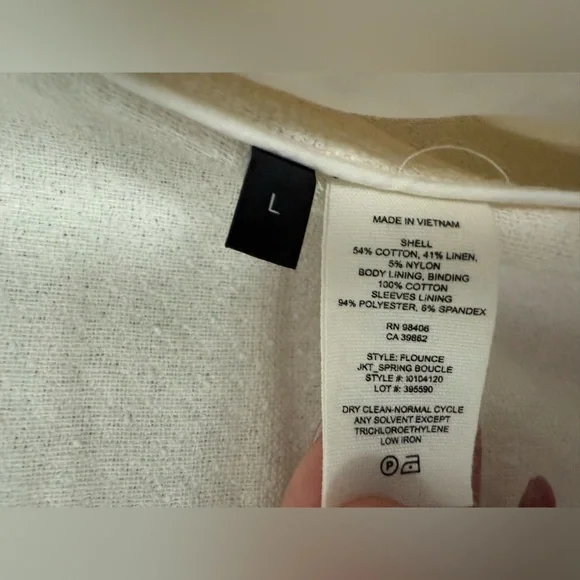 L
MADE IN VIETNAM
SHELL
54% COTTON, 41% LINEN,
5% NYLON
BODY LINING, BINDING
100% COTTON
SLEEVES LINING
94% POLYESTER, 6% SPANDEX
RN 98406
CA 39862
STYLE: FLOUNCE
JKT_SPRING BOUCLE
STYLE #: I0104120
LOT #: 395590
DRY CLEAN-NORMAL CYCLE
ANY SOLVENT EXCEPT
TRICHLOROETHYLENE
LOW IRON
P